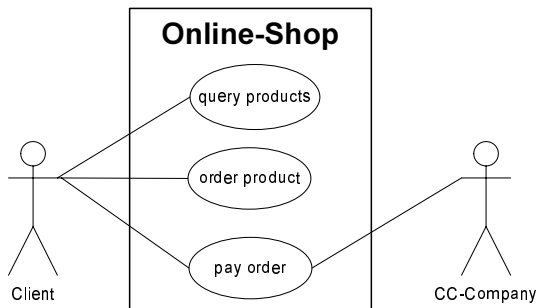 Online-Shop
query products
order product
pay order
Client
CC-Company